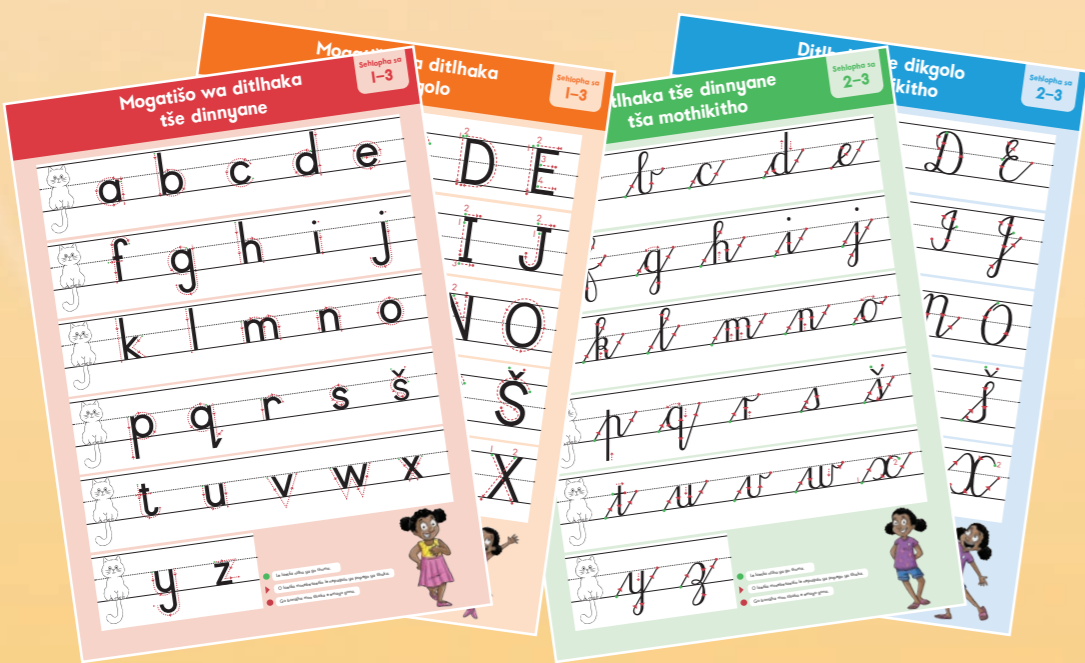 Mogatišo wa ditlhaka
tše dinnyane
Sehlopha sa
1–3
a b c d e
f g h i j
k l m n o
p q r s š
t u v w x
y z
ditlhaka
golo
Sehlopha sa
1–3
D E
I J
N O
Š
X
tlhaka tše dinnyane
tša mothikitho
Sehlopha sa
2–3
b c d e
f g h i j
k l m n o
p q r s š
t u v w x
y z
dikgolo
kitho
Sehlopha sa
2–3
D E
I J
N O
Š
X